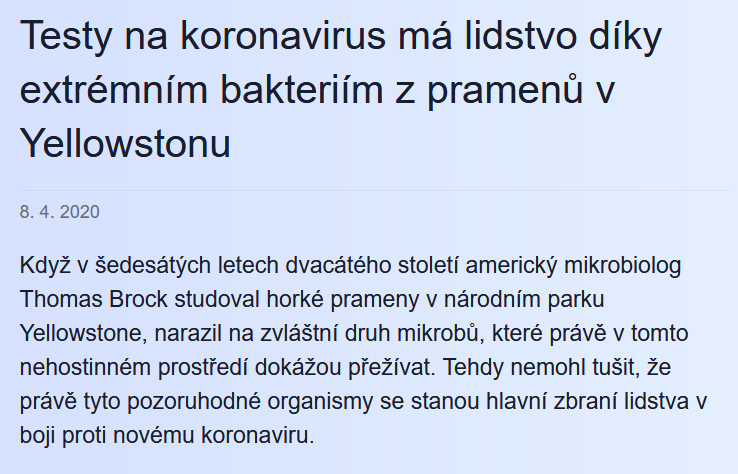 Testy na koronavirus má lidstvo díky
extrémním bakteriím z pramenů v
Yellowstonu
8. 4. 2020
Když v šedesátých letech dvacátého století americký mikrobiolog
Thomas Brock studoval horké prameny v národním parku
Yellowstone, narazil na zvláštní druh mikrobů, které právě v tomto
nehostinném prostředí dokážou přežívat. Tehdy nemohl tušit, že
právě tyto pozoruhodné organismy se stanou hlavní zbraní lidstva v
boji proti novému koronaviru.